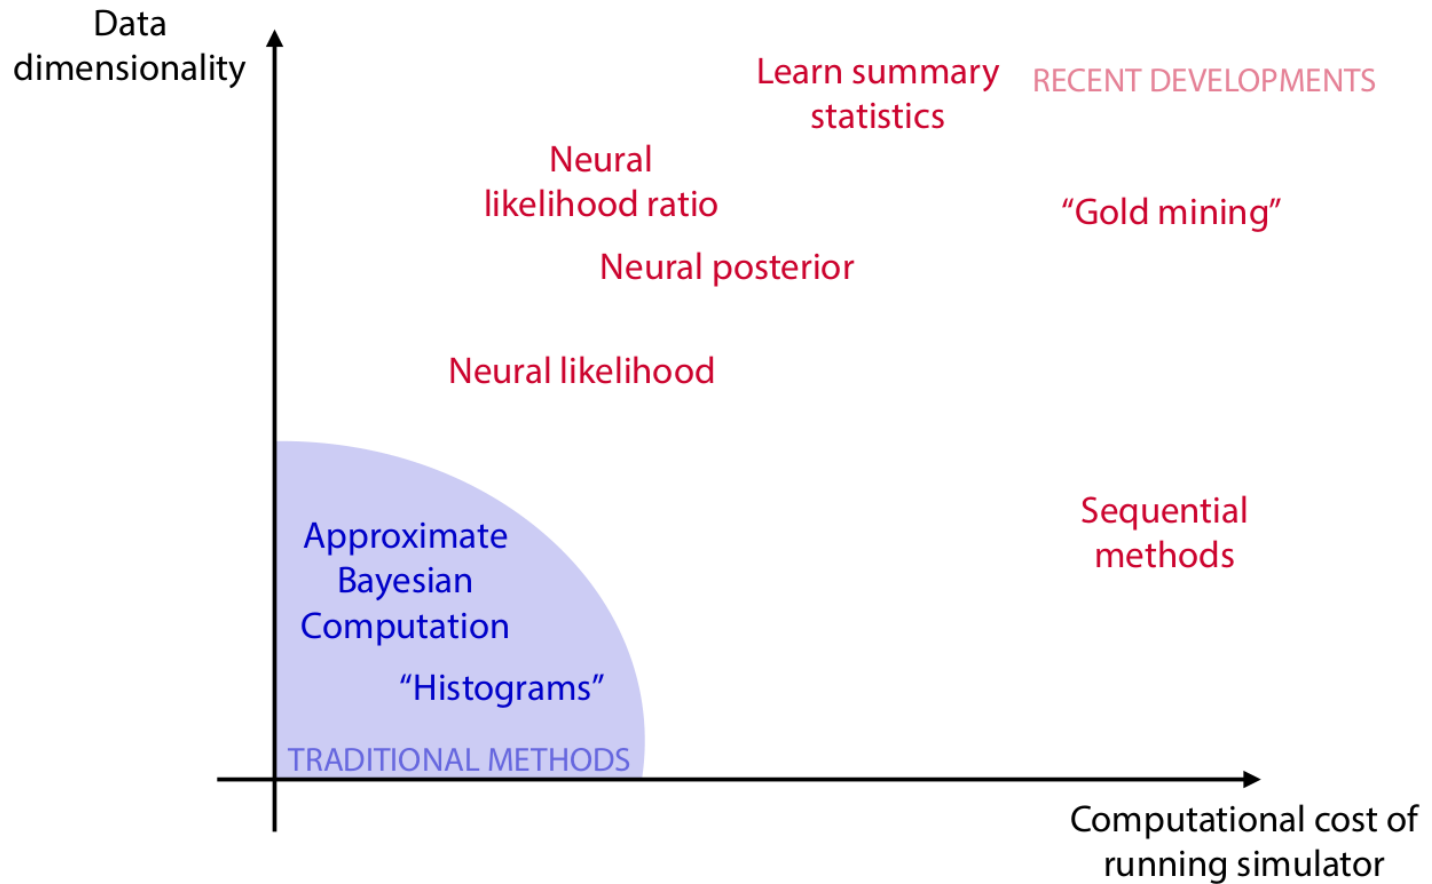 Data
dimensionality
Learn summary
statistics
RECENT DEVELOPMENTS
Neural
likelihood ratio
“Gold mining”
Neural posterior
Neural likelihood
Sequential
methods
Approximate
Bayesian
Computation
“Histograms”
TRADITIONAL METHODS
Computational cost of
running simulator